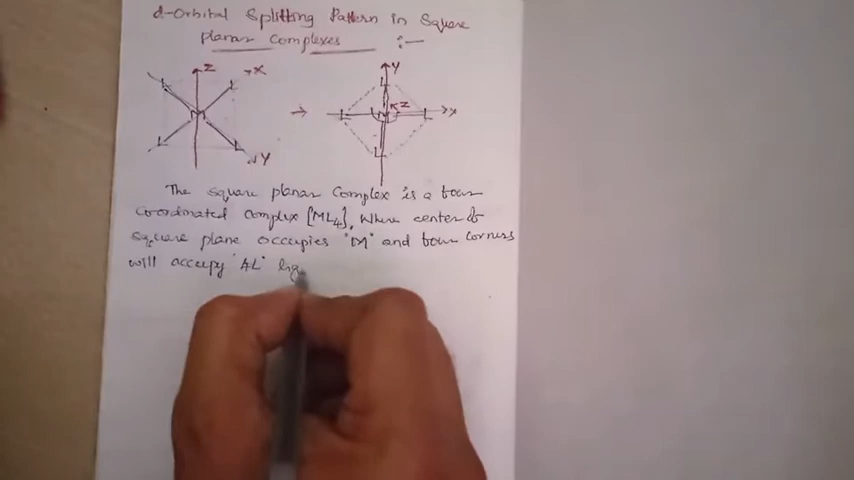 d-Orbital Splitting Pattern in Square
Planar Complexes :-
Z
X
L
L
M
L
L
Y
Y
L
Z
L
M
L
X
L
The square planar Complex is a four
Coordinated complex [ML4], Where center of
square plane occupies "M" and four Corners
will occupy '4L' lig